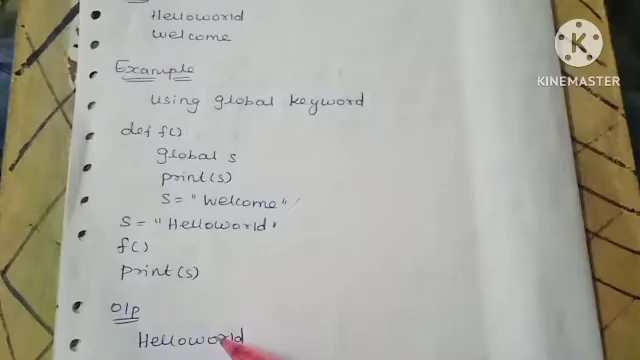 Helloworld
Welcome
Example
Using global keyword
def f()
global s
print(s)
S = "Welcome"
S = "Helloworld"
f()
print(s)
O/p
Helloworld
KINEMASTER